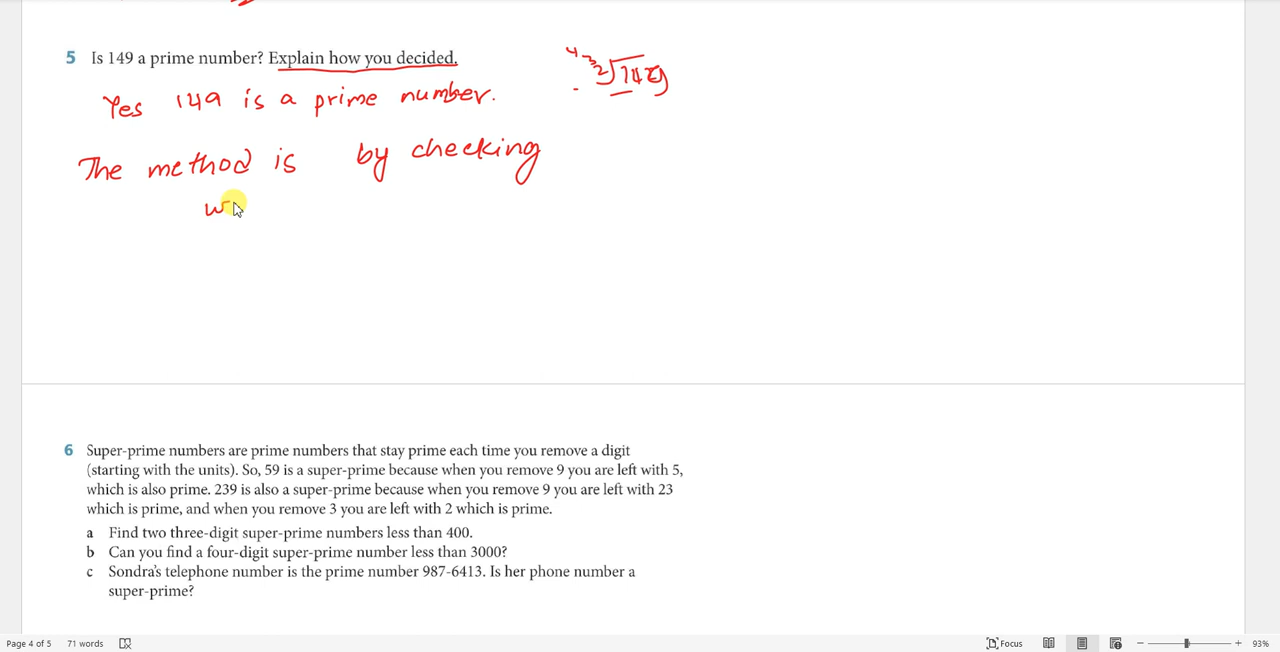 5 Is 149 a prime number? Explain how you decided.
Yes 149 is a prime number.
The method is by checking
w
6 Super-prime numbers are prime numbers that stay prime each time you remove a digit
(starting with the units). So, 59 is a super-prime because when you remove 9 you are left with 5,
which is also prime. 239 is also a super-prime because when you remove 9 you are left with 23
which is prime, and when you remove 3 you are left with 2 which is prime.
a Find two three-digit super-prime numbers less than 400.
b Can you find a four-digit super-prime number less than 3000?
c Sondra's telephone number is the prime number 987-6413. Is her phone number a
super-prime?
Page 4 of 5 71 words Focus 93%